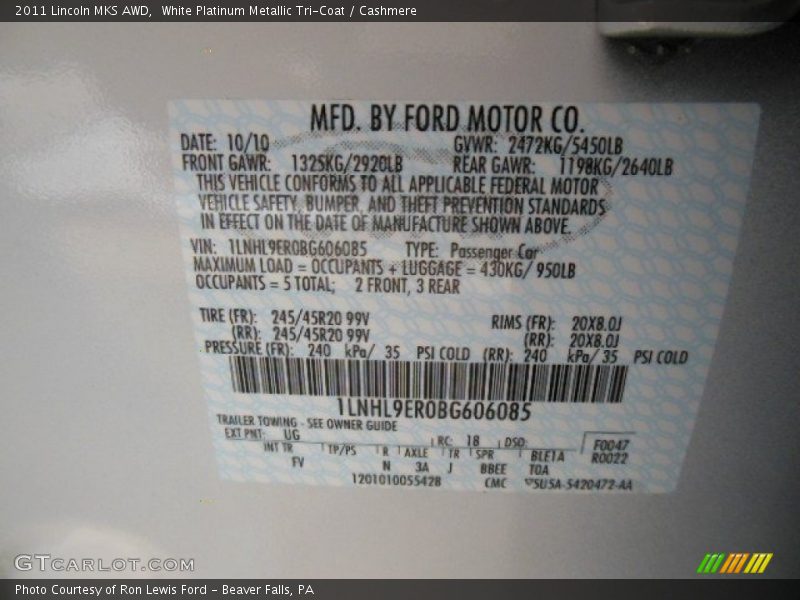 2011 Lincoln MKS AWD,  White Platinum Metallic Tri-Coat / Cashmere
MFD. BY FORD MOTOR CO.
DATE: 10/10 GVWR: 2472KG/5450LB
FRONT GAWR: 1325KG/2920LB REAR GAWR: 1198KG/2640LB
THIS VEHICLE CONFORMS TO ALL APPLICABLE FEDERAL MOTOR
VEHICLE SAFETY, BUMPER, AND THEFT PREVENTION STANDARDS
IN EFFECT ON THE DATE OF MANUFACTURE SHOWN ABOVE.
VIN: 1LNHL9ER0BG606085 TYPE: Passenger Car
MAXIMUM LOAD = OCCUPANTS + LUGGAGE = 430KG/ 950LB
OCCUPANTS = 5 TOTAL; 2 FRONT, 3 REAR
TIRE (FR): 245/45R20 99V RIMS (FR): 20X8.0J
(RR): 245/45R20 99V (RR): 20X8.0J
PRESSURE (FR): 240 kPa/ 35 PSI COLD (RR): 240 kPa/ 35 PSI COLD
1LNHL9ER0BG606085
TRAILER TOWING - SEE OWNER GUIDE
EXT PNT: UG RC: 18 DSO: F0047
INT TR TP/PS R AXLE TR SPR BLE1A R0022
FV N 3A J BBEE T0A
1201010055428 CMC 5U5A-5420472-AA
GTCARLOT.COM
Photo Courtesy of Ron Lewis Ford - Beaver Falls, PA